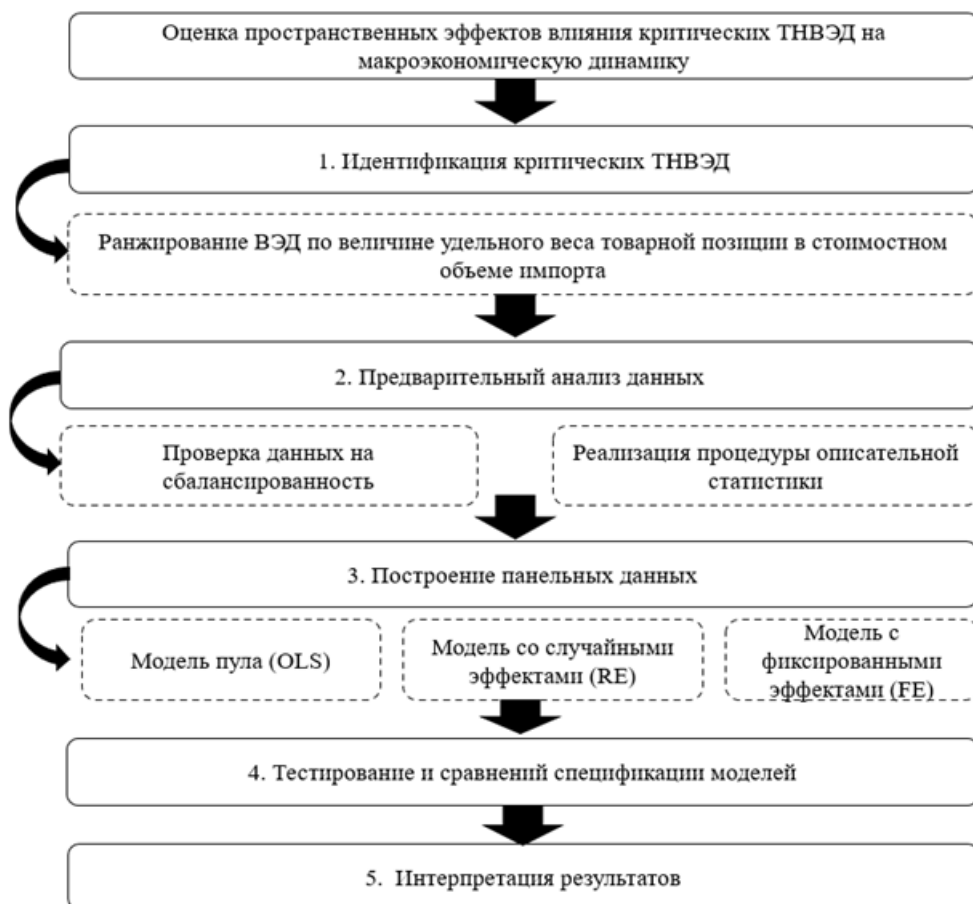 Оценка пространственных эффектов влияния критических ТНВЭД на
макроэкономическую динамику
1. Идентификация критических ТНВЭД
Ранжирование ВЭД по величине удельного веса товарной позиции в стоимостном
объеме импорта
2. Предварительный анализ данных
Проверка данных на
сбалансированность
Реализация процедуры описательной
статистики
3. Построение панельных данных
Модель пула (OLS)
Модель со случайными
эффектами (RE)
Модель с
фиксированными
эффектами (FE)
4. Тестирование и сравнений спецификации моделей
5. Интерпретация результатов